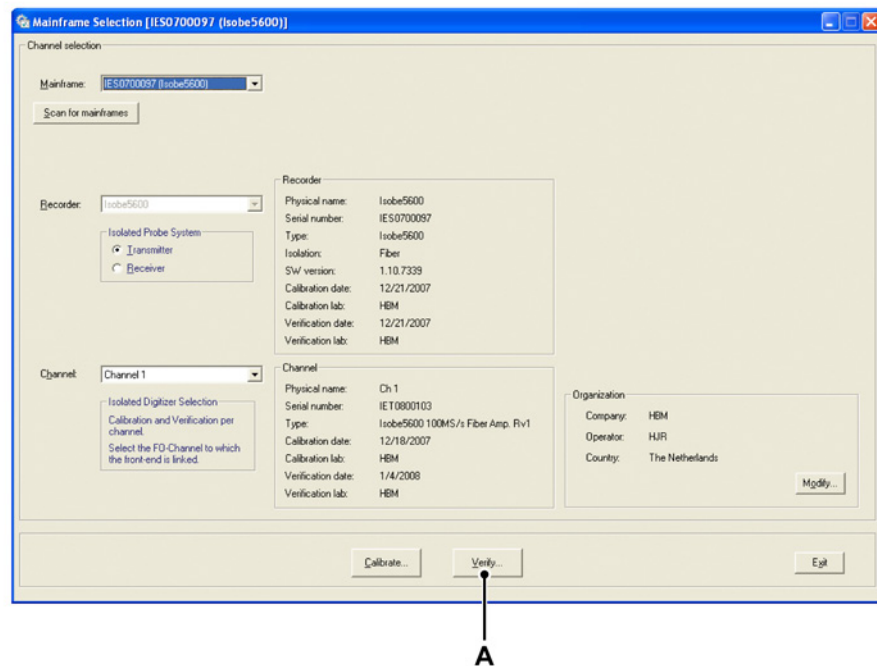 Mainframe Selection [IES0700097 (Isobe5600)]
Channel selection
Mainframe: IES0700097 (Isobe5600)
Scan for mainframes
Recorder: Isobe5600
Isolated Probe System
Transmitter
Receiver
Recorder
Physical name: Isobe5600
Serial number: IES0700097
Type: Isobe5600
Isolation: Fiber
SW version: 1.10.7339
Calibration date: 12/21/2007
Calibration lab: HBM
Verification date: 12/21/2007
Verification lab: HBM
Channel: Channel 1
Isolated Digitizer Selection
Calibration and Verification per
channel.
Select the FO-Channel to which
the front-end is linked.
Channel
Physical name: Ch 1
Serial number: IET0800103
Type: Isobe5600 100MS/s Fiber Amp. Rv1
Calibration date: 12/18/2007
Calibration lab: HBM
Verification date: 1/4/2008
Verification lab: HBM
Organization
Company: HBM
Operator: HJR
Country: The Netherlands
Modify...
Calibrate... Verify... Exit
A